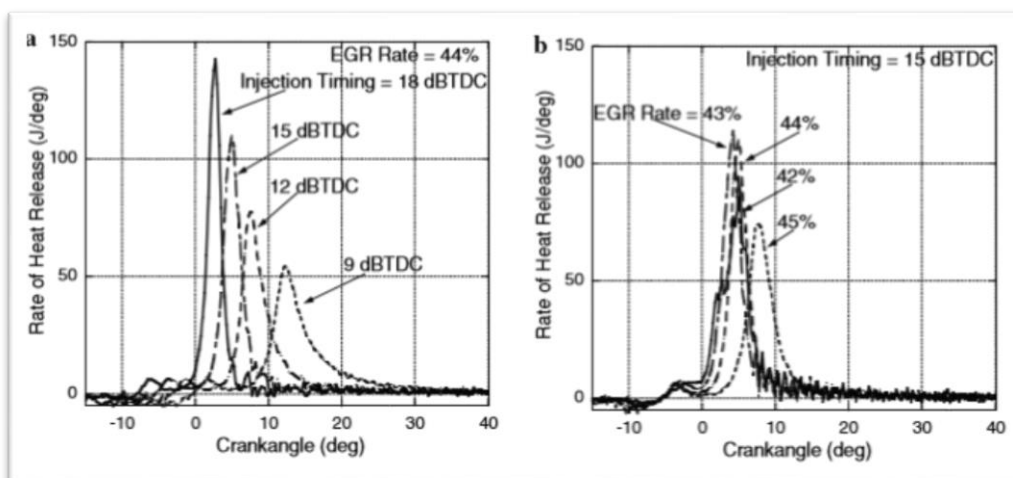 a
150
EGR Rate = 44%
Injection Timing = 18 dBTDC
15 dBTDC
100
12 dBTDC
9 dBTDC
50
0
Rate of Heat Release (J/deg)
-10 0 10 20 30 40
Crankangle (deg)
b
150
Injection Timing = 15 dBTDC
EGR Rate = 43%
44%
100
42%
45%
50
0
Rate of Heat Release (J/deg)
-10 0 10 20 30 40
Crankangle (deg)